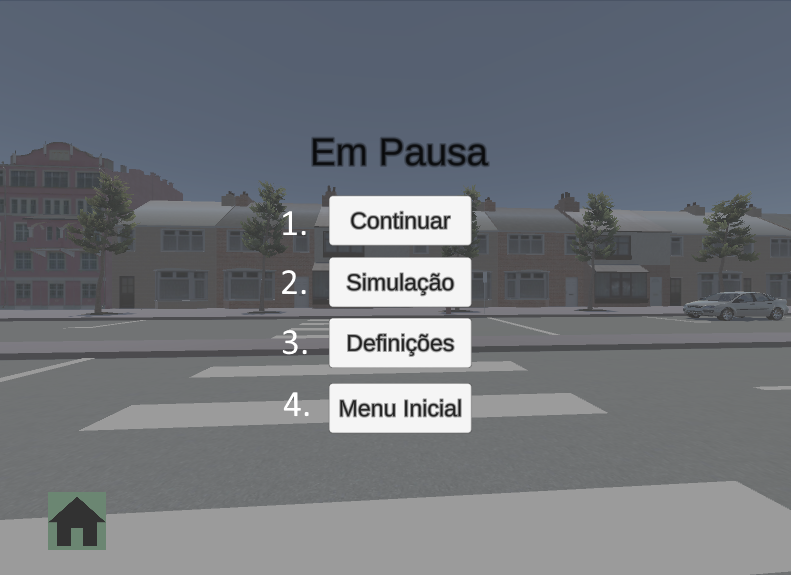 Em Pausa
1. Continuar
2. Simulação
3. Definições
4. Menu Inicial